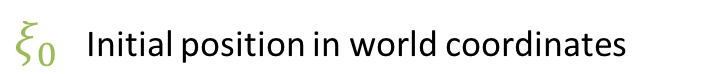 ξ₀ Initial position in world coordinates